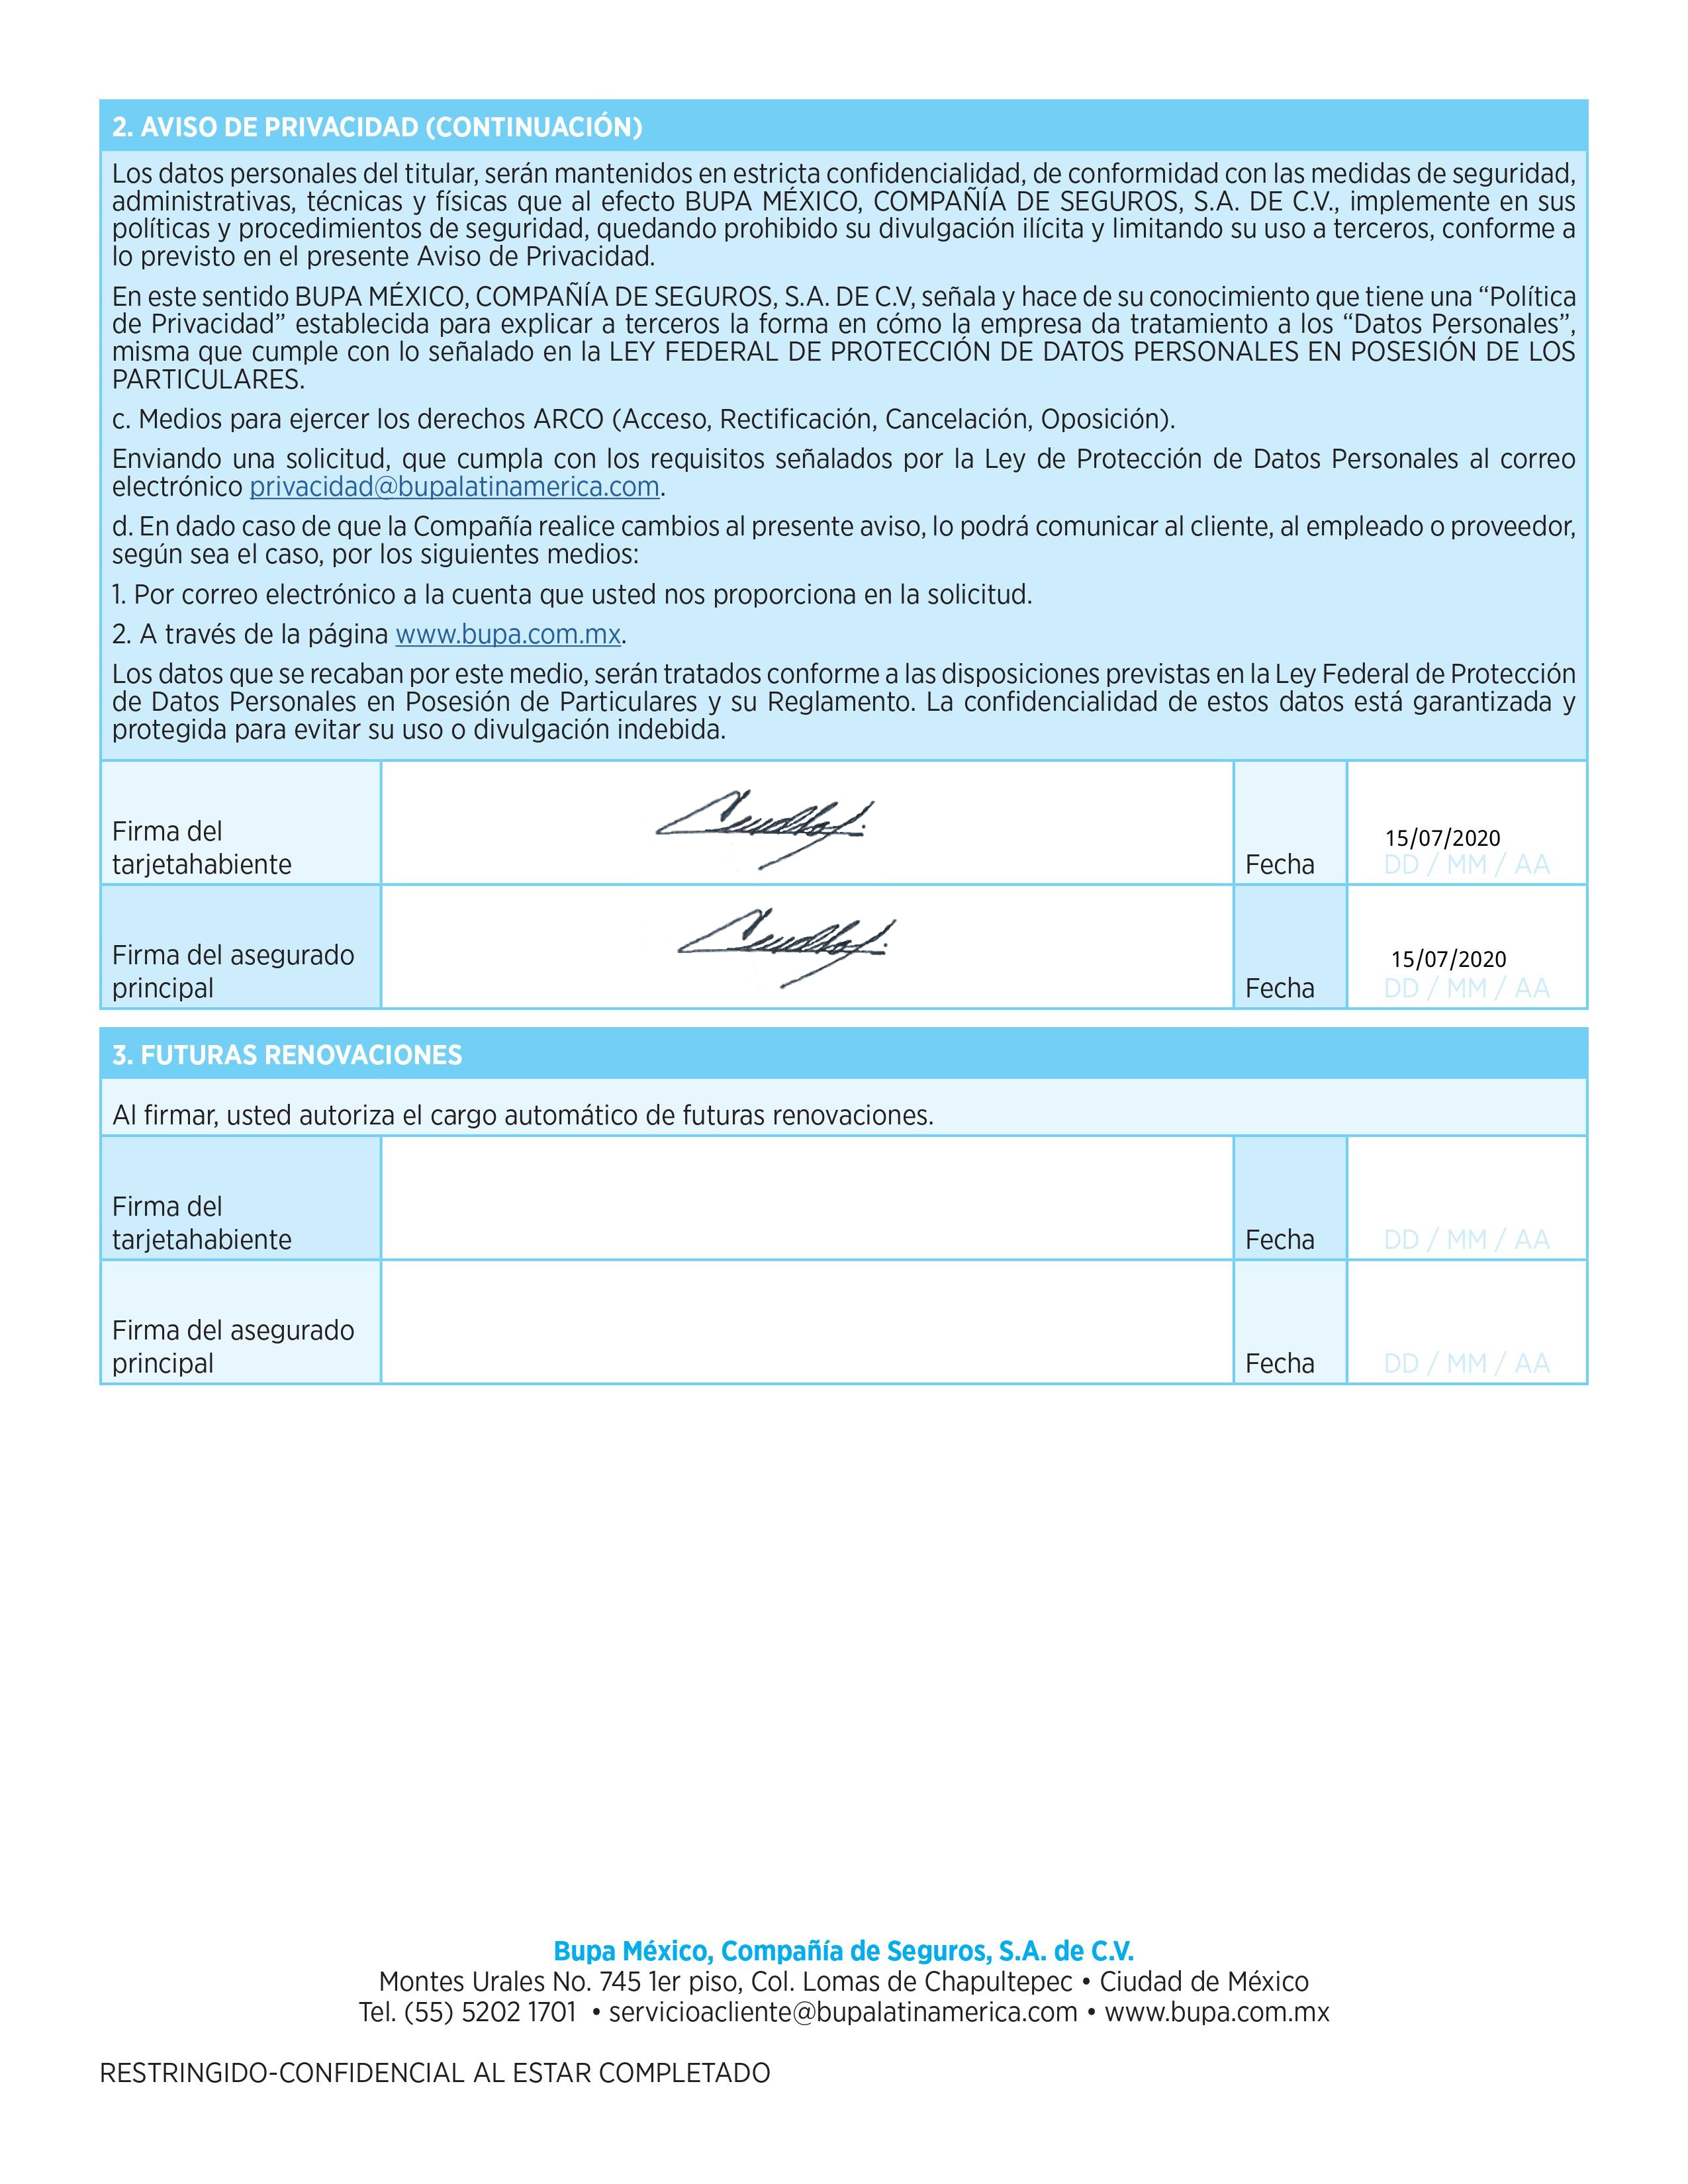 2. AVISO DE PRIVACIDAD (CONTINUACIÓN)
Los datos personales del titular, serán mantenidos en estricta confidencialidad, de conformidad con las medidas de seguridad,
administrativas, técnicas y físicas que al efecto BUPA MÉXICO, COMPAÑÍA DE SEGUROS, S.A. DE C.V., implemente en sus
políticas y procedimientos de seguridad, quedando prohibido su divulgación ilícita y limitando su uso a terceros, conforme a
lo previsto en el presente Aviso de Privacidad.
En este sentido BUPA MÉXICO, COMPAÑÍA DE SEGUROS, S.A. DE C.V, señala y hace de su conocimiento que tiene una “Política
de Privacidad” establecida para explicar a terceros la forma en cómo la empresa da tratamiento a los “Datos Personales”,
misma que cumple con lo señalado en la LEY FEDERAL DE PROTECCIÓN DE DATOS PERSONALES EN POSESIÓN DE LOS
PARTICULARES.
c. Medios para ejercer los derechos ARCO (Acceso, Rectificación, Cancelación, Oposición).
Enviando una solicitud, que cumpla con los requisitos señalados por la Ley de Protección de Datos Personales al correo
electrónico privacidad@bupalatinamerica.com.
d. En dado caso de que la Compañía realice cambios al presente aviso, lo podrá comunicar al cliente, al empleado o proveedor,
según sea el caso, por los siguientes medios:
1. Por correo electrónico a la cuenta que usted nos proporciona en la solicitud.
2. A través de la página www.bupa.com.mx.
Los datos que se recaban por este medio, serán tratados conforme a las disposiciones previstas en la Ley Federal de Protección
de Datos Personales en Posesión de Particulares y su Reglamento. La confidencialidad de estos datos está garantizada y
protegida para evitar su uso o divulgación indebida.
Firma del
tarjetahabiente
Fecha
15/07/2020
DD / MM / AA
Firma del asegurado
principal
Fecha
15/07/2020
DD / MM / AA
3. FUTURAS RENOVACIONES
Al firmar, usted autoriza el cargo automático de futuras renovaciones.
Firma del
tarjetahabiente
Fecha
DD / MM / AA
Firma del asegurado
principal
Fecha
DD / MM / AA
Bupa México, Compañía de Seguros, S.A. de C.V.
Montes Urales No. 745 1er piso, Col. Lomas de Chapultepec • Ciudad de México
Tel. (55) 5202 1701 • servicioacliente@bupalatinamerica.com • www.bupa.com.mx
RESTRINGIDO-CONFIDENCIAL AL ESTAR COMPLETADO